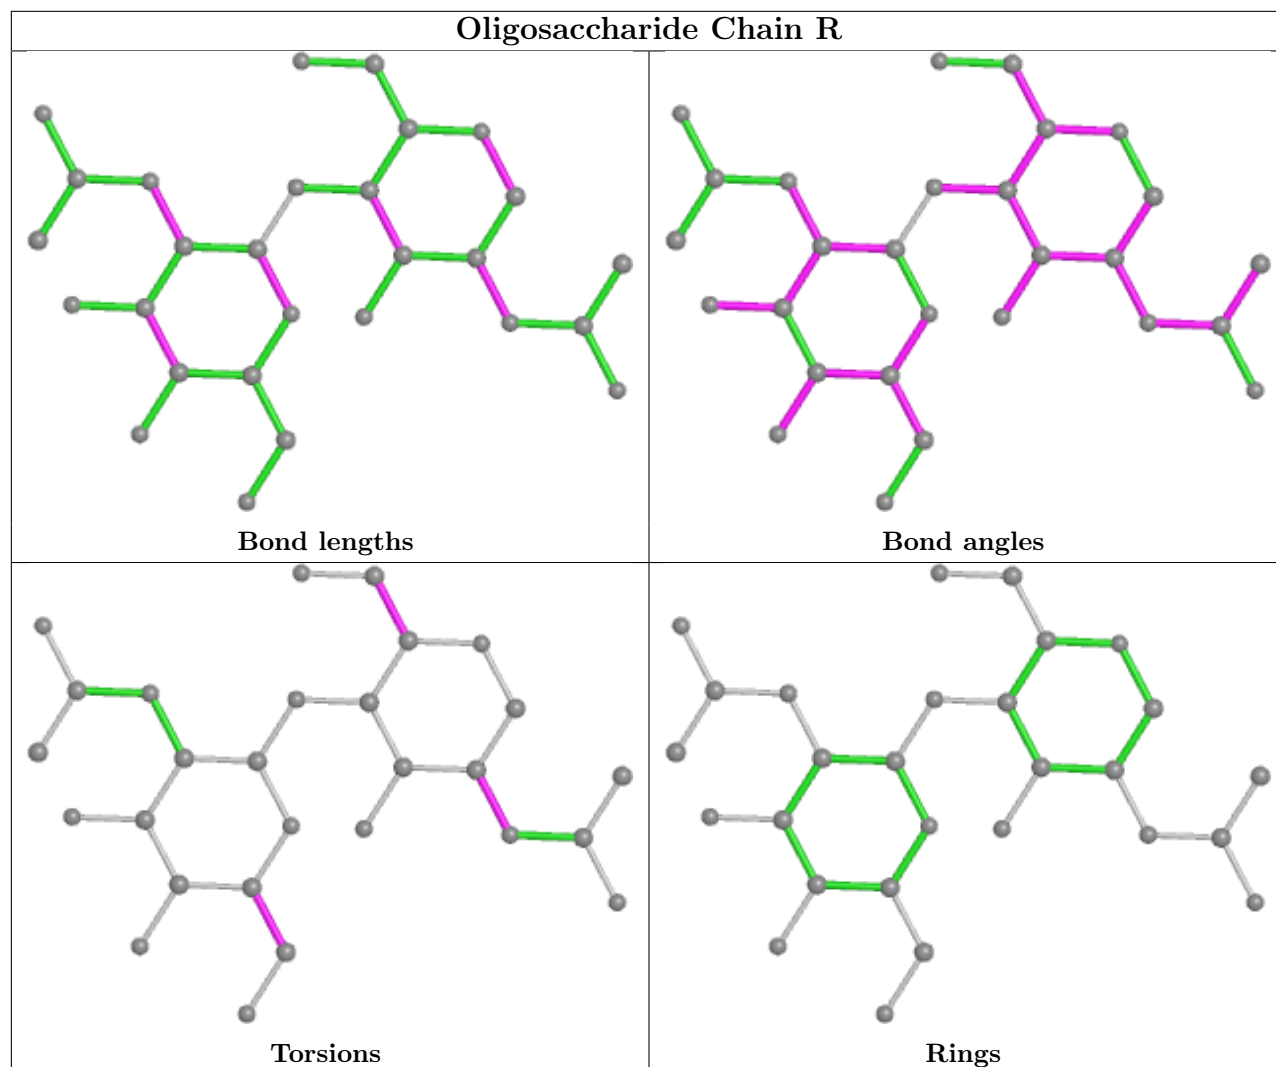 Oligosaccharide Chain R
Bond lengths
Bond angles
Torsions
Rings